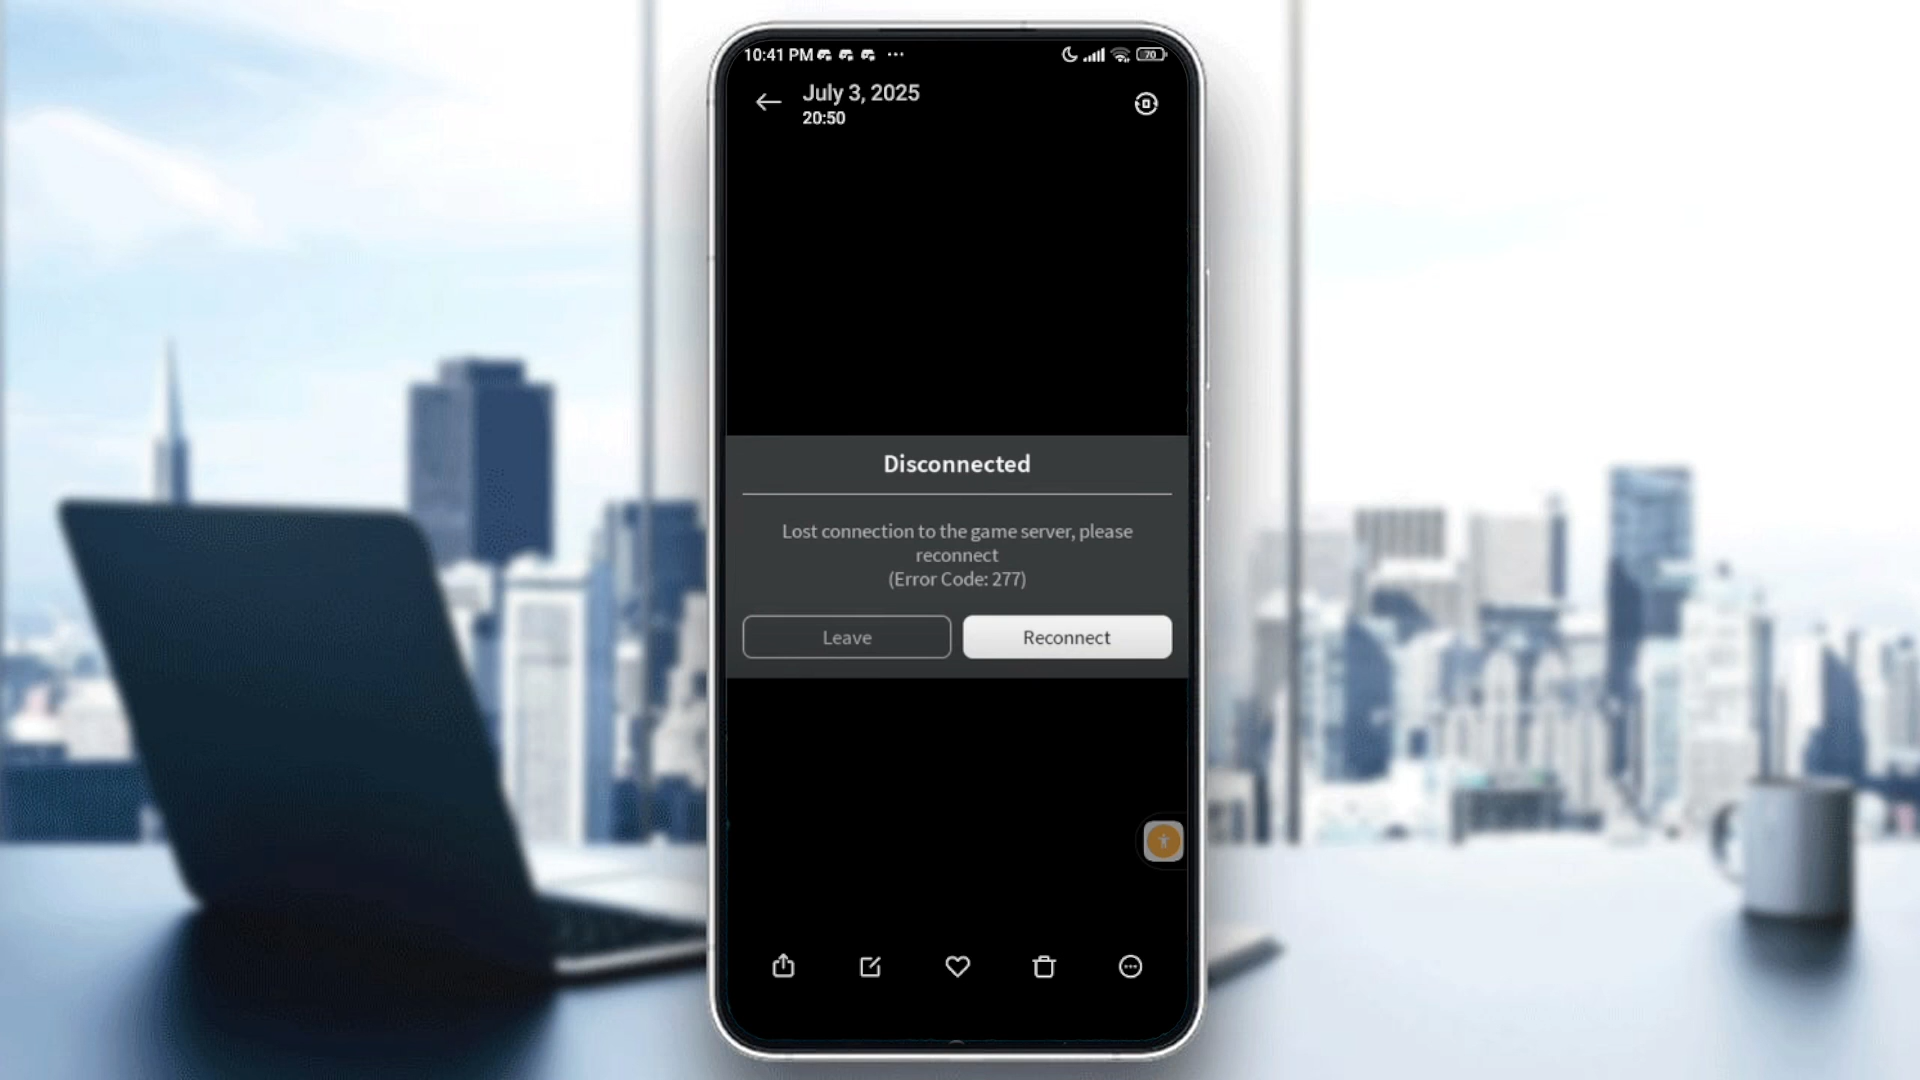 10:41 PM
70
July 3, 2025
20:50
Disconnected
Lost connection to the game server, please
reconnect
(Error Code: 277)
Leave
Reconnect